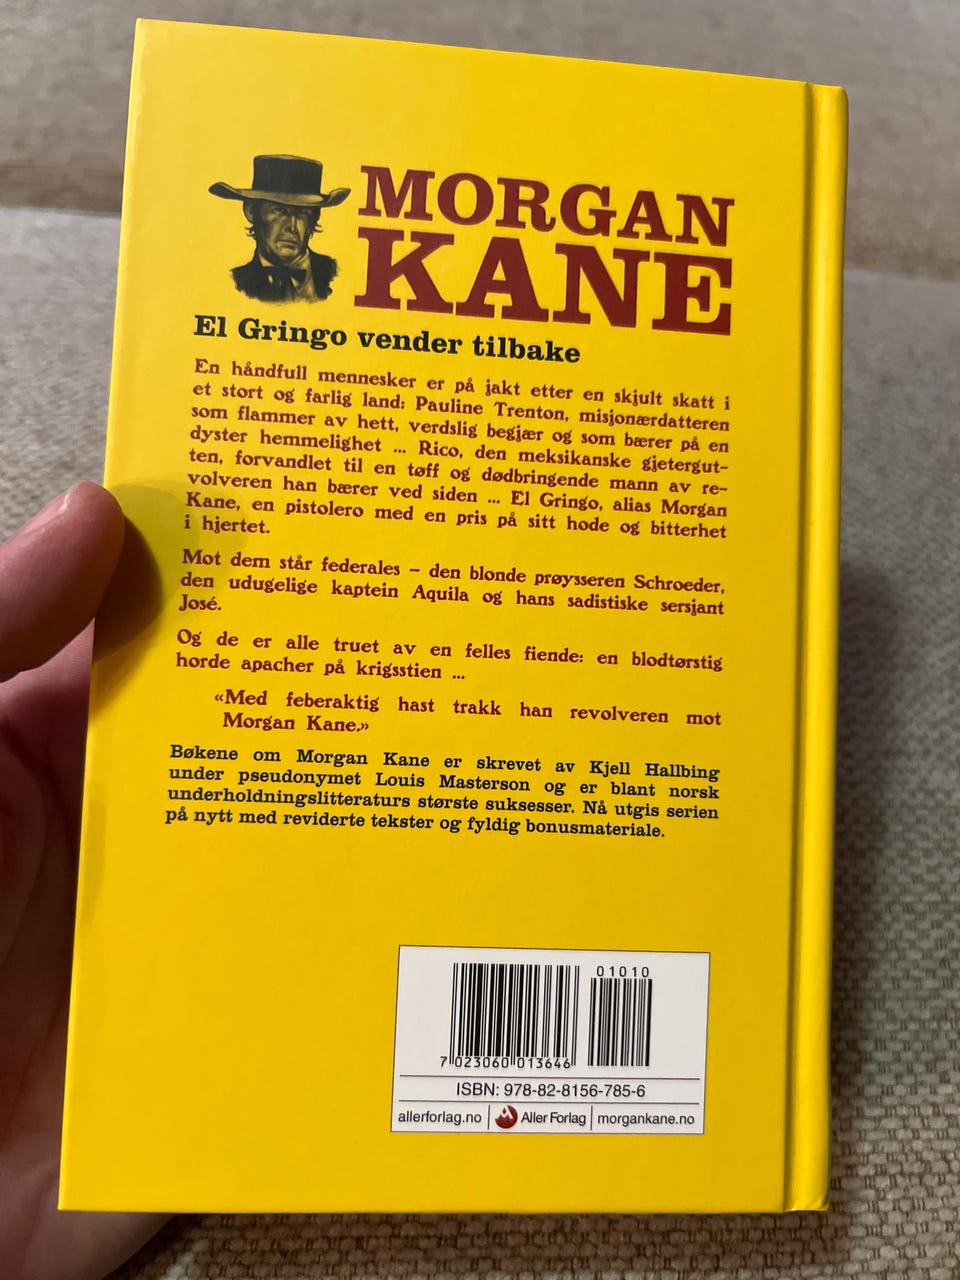 MORGAN
KANE
El Gringo vender tilbake
En håndfull mennesker er på jakt etter en skjult skatt i
et stort og farlig land: Pauline Trenton, misjonærdatteren
som flammer av hett, verdslig begjær og som bærer på en
dyster hemmelighet ... Rico, den meksikanske gjetergut-
ten, forvandlet til en tøff og dødbringende mann av re-
volveren han bærer ved siden ... El Gringo, alias Morgan
Kane, en pistolero med en pris på sitt hode og bitterhet
i hjertet.
Mot dem står federales – den blonde prøysseren Schroeder,
den udugelige kaptein Aquila og hans sadistiske sersjant
José.
Og de er alle truet av en felles fiende: en blodtørstig
horde apacher på krigsstien ...
«Med feberaktig hast trakk han revolveren mot
Morgan Kane.»
Bøkene om Morgan Kane er skrevet av Kjell Hallbing
under pseudonymet Louis Masterson og er blant norsk
underholdningslitteraturs største suksesser. Nå utgis serien
på nytt med reviderte tekster og fyldig bonusmateriale.
01010
7 023060 013646
ISBN: 978-82-8156-785-6
allerforlag.no | Aller Forlag | morgankane.no